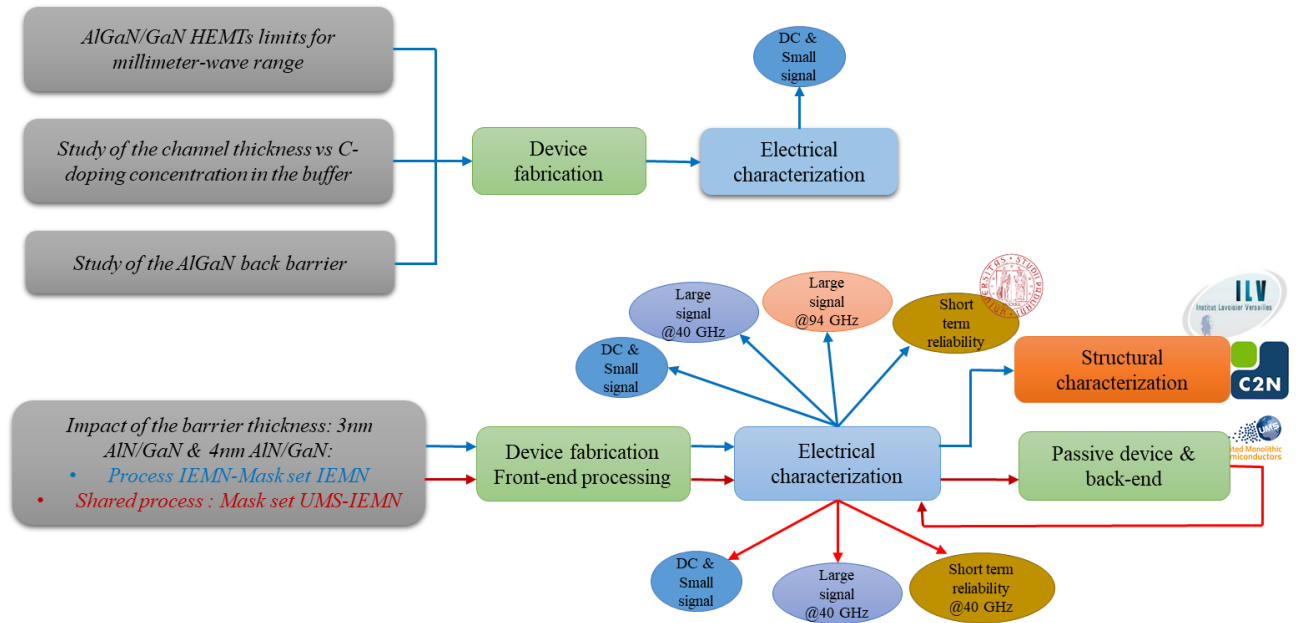 AlGaN/GaN HEMTs limits for
millimeter-wave range
DC &
Small
signal
Study of the channel thickness vs C-
doping concentration in the buffer
Device
fabrication
Electrical
characterization
Study of the AlGaN back barrier
Large
signal
@40 GHz
Large
signal
@94 GHz
Short
term
reliability
ILV
Institut Lavoisier Versailles
DC &
Small
signal
Structural
characterization
C2N
Impact of the barrier thickness: 3nm
AlN/GaN & 4nm AlN/GaN:
• Process IEMN-Mask set IEMN
• Shared process : Mask set UMS-IEMN
Device fabrication
Front-end processing
Electrical
characterization
Passive device &
back-end
UMS
ited Monolithic
miconductors
DC &
Small
signal
Large
signal
@40 GHz
Short term
reliability
@40 GHz